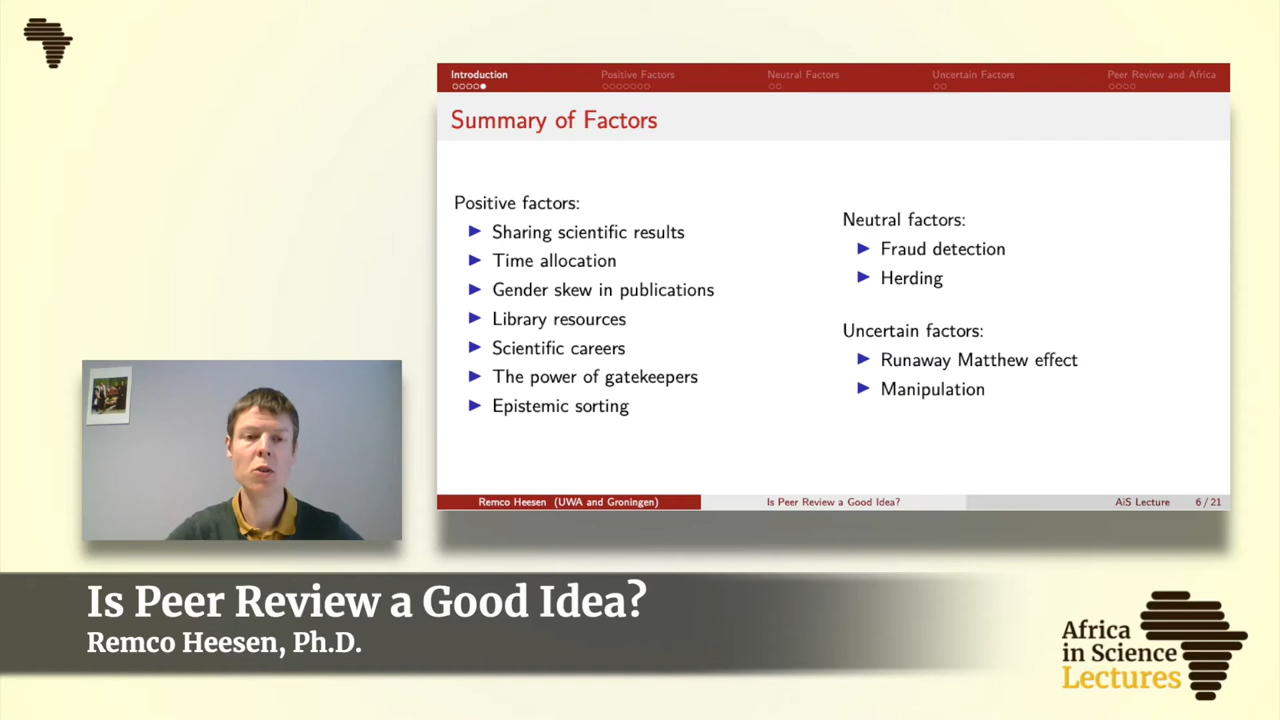 Introduction
Positive Factors
Neutral Factors
Uncertain Factors
Peer Review and Africa
Summary of Factors
Positive factors:
Sharing scientific results
Time allocation
Gender skew in publications
Library resources
Scientific careers
The power of gatekeepers
Epistemic sorting
Neutral factors:
Fraud detection
Herding
Uncertain factors:
Runaway Matthew effect
Manipulation
Remco Heesen (UWA and Groningen)
Is Peer Review a Good Idea?
AiS Lecture
6 / 21
Is Peer Review a Good Idea?
Remco Heesen, Ph.D.
Africa
in Science
Lectures